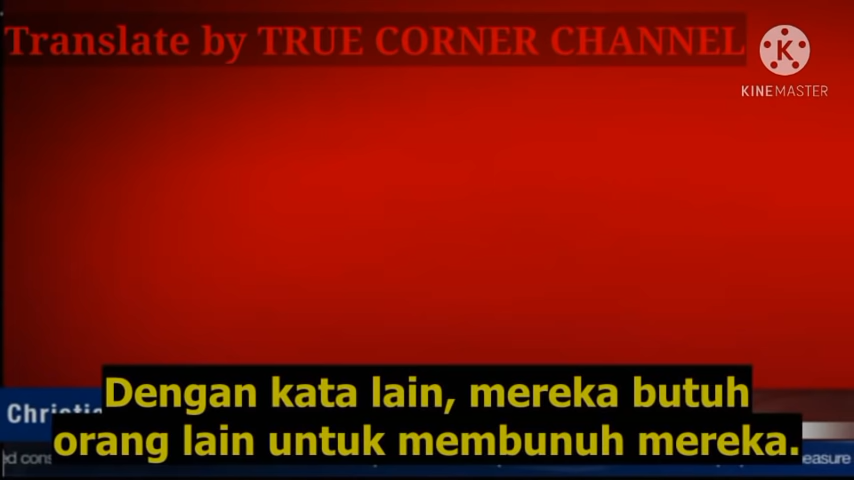 Translate by TRUE CORNER CHANNEL
K
KINEMASTER
Dengan kata lain, mereka butuh
orang lain untuk membunuh mereka.